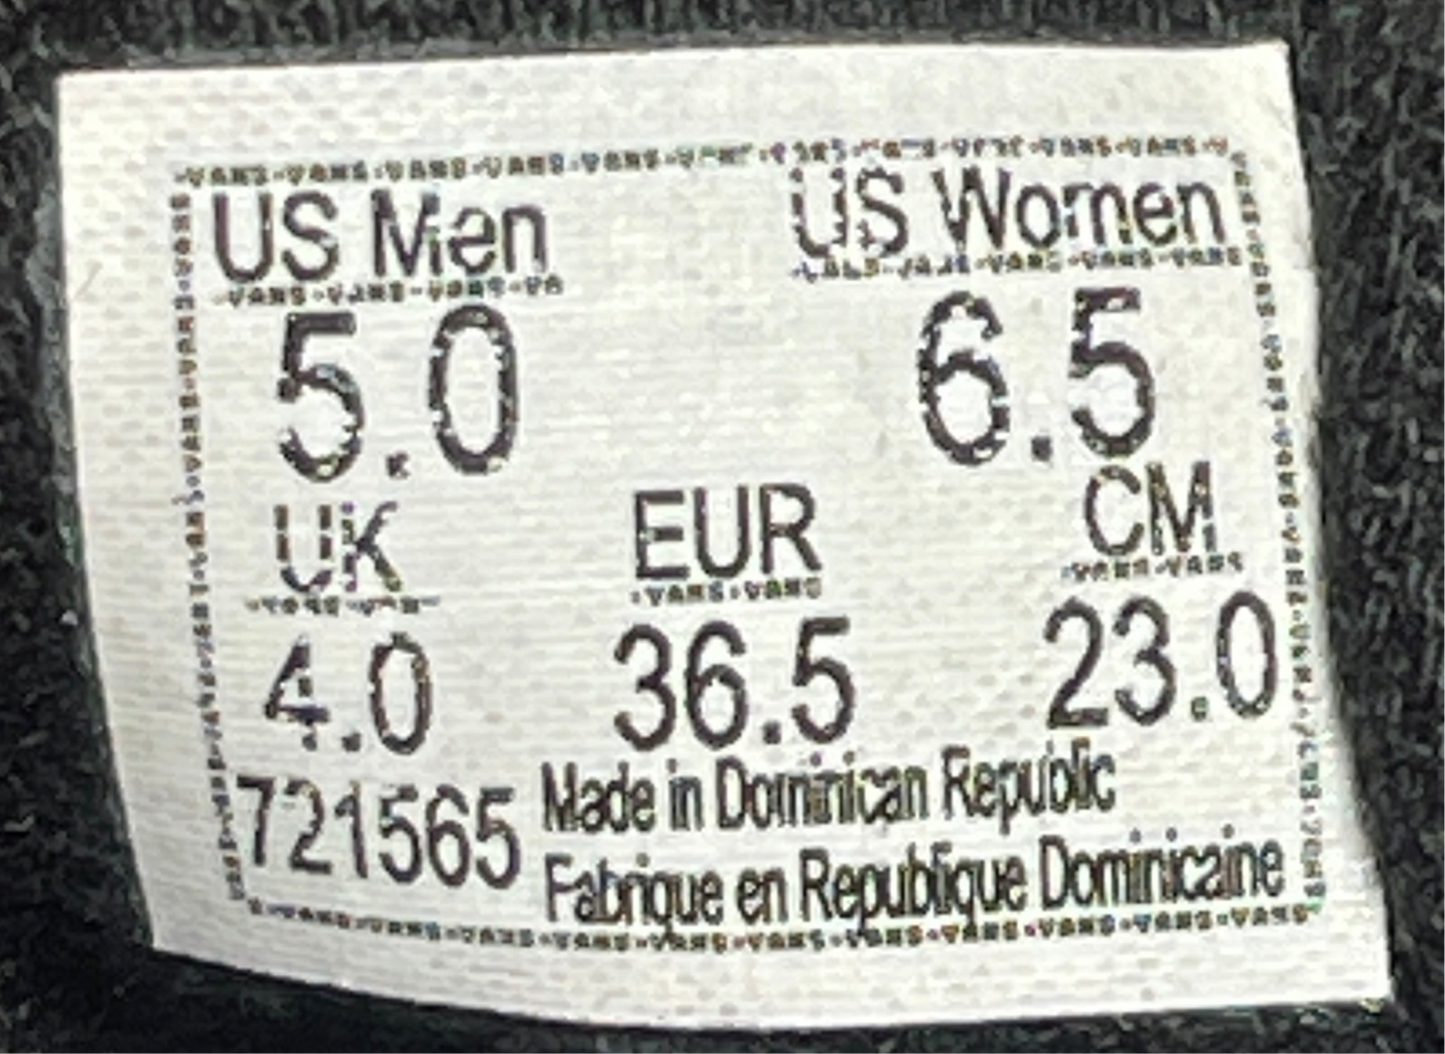 US Men US Women
5.0 6.5
UK EUR CM
4.0 36.5 23.0
721565 Made in Dominican Republic
Fabrique en Republique Dominicaine